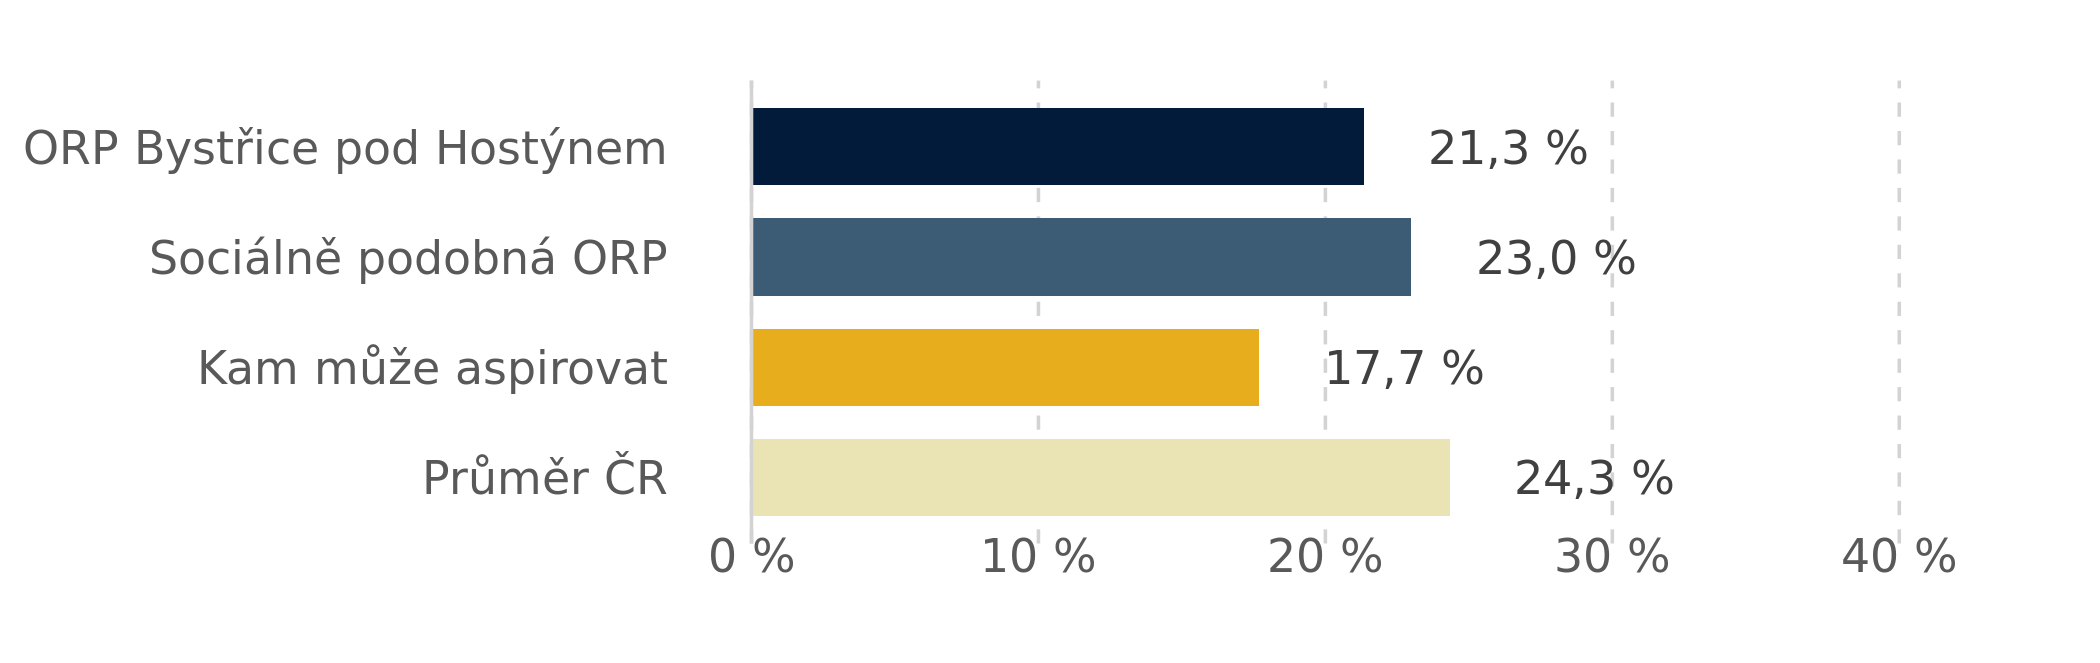 ORP Bystřice pod Hostýnem 21,3 %
Sociálně podobná ORP 23,0 %
Kam může aspirovat 17,7 %
Průměr ČR 24,3 %
0 % 10 % 20 % 30 % 40 %